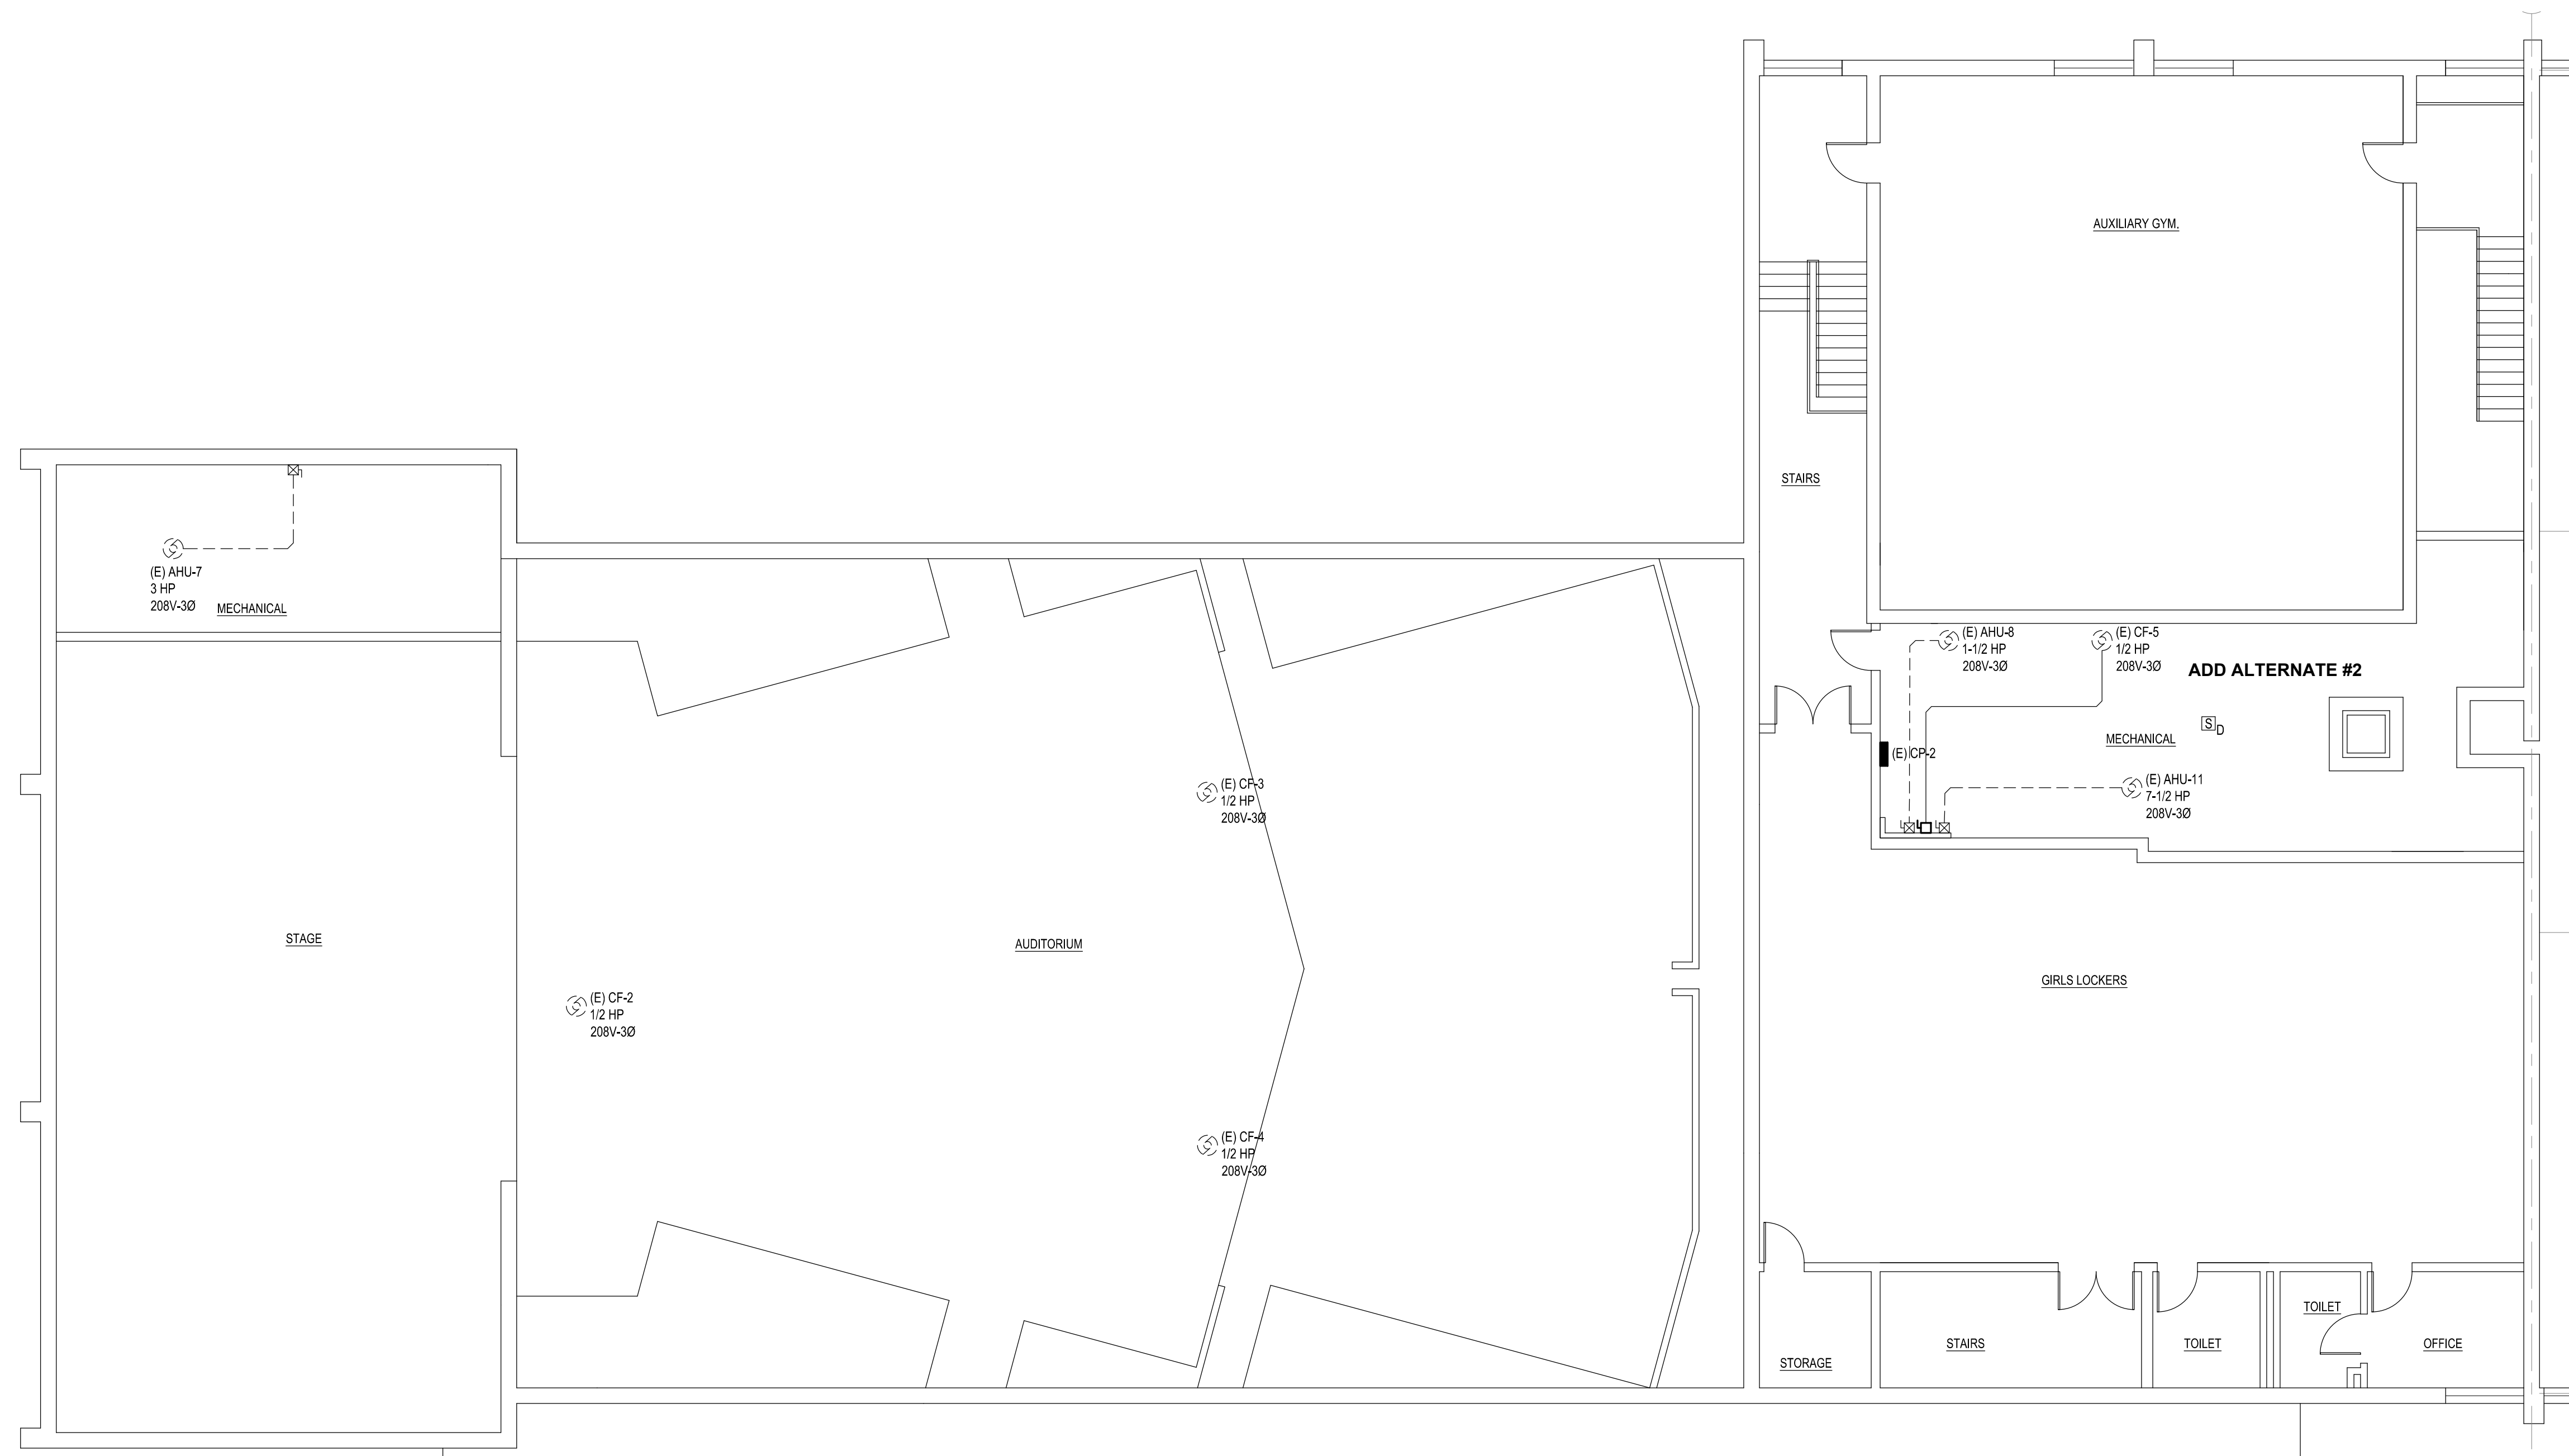 AUXILIARY GYM.
STAIRS
(E) AHU-7
3 HP
208V-3Ø
MECHANICAL
(E) AHU-8
1-1/2 HP
208V-3Ø
(E) CF-5
1/2 HP
208V-3Ø
ADD ALTERNATE #2
S
D
MECHANICAL
(E) CP-2
(E) AHU-11
7-1/2 HP
208V-3Ø
(E) CF-3
1/2 HP
208V-3Ø
STAGE
AUDITORIUM
GIRLS LOCKERS
(E) CF-2
1/2 HP
208V-3Ø
(E) CF-4
1/2 HP
208V-3Ø
TOILET
STAIRS
TOILET
OFFICE
STORAGE